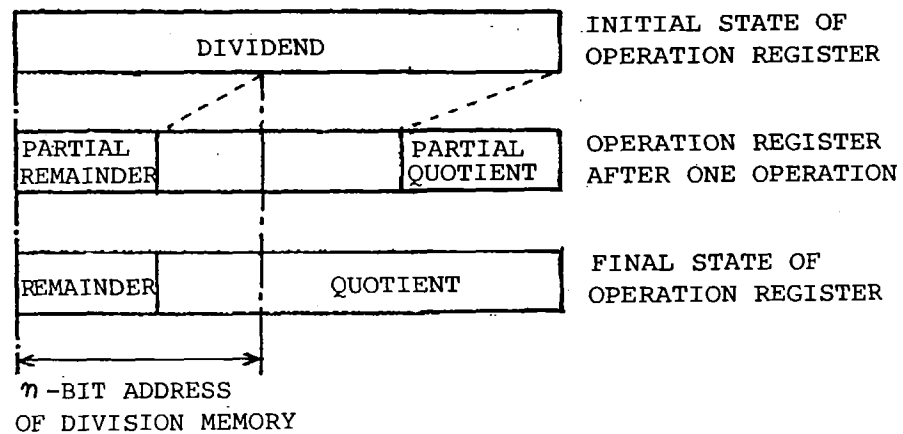 DIVIDEND
INITIAL STATE OF
OPERATION REGISTER
PARTIAL
REMAINDER
PARTIAL
QUOTIENT
OPERATION REGISTER
AFTER ONE OPERATION
REMAINDER
QUOTIENT
FINAL STATE OF
OPERATION REGISTER
n-BIT ADDRESS
OF DIVISION MEMORY